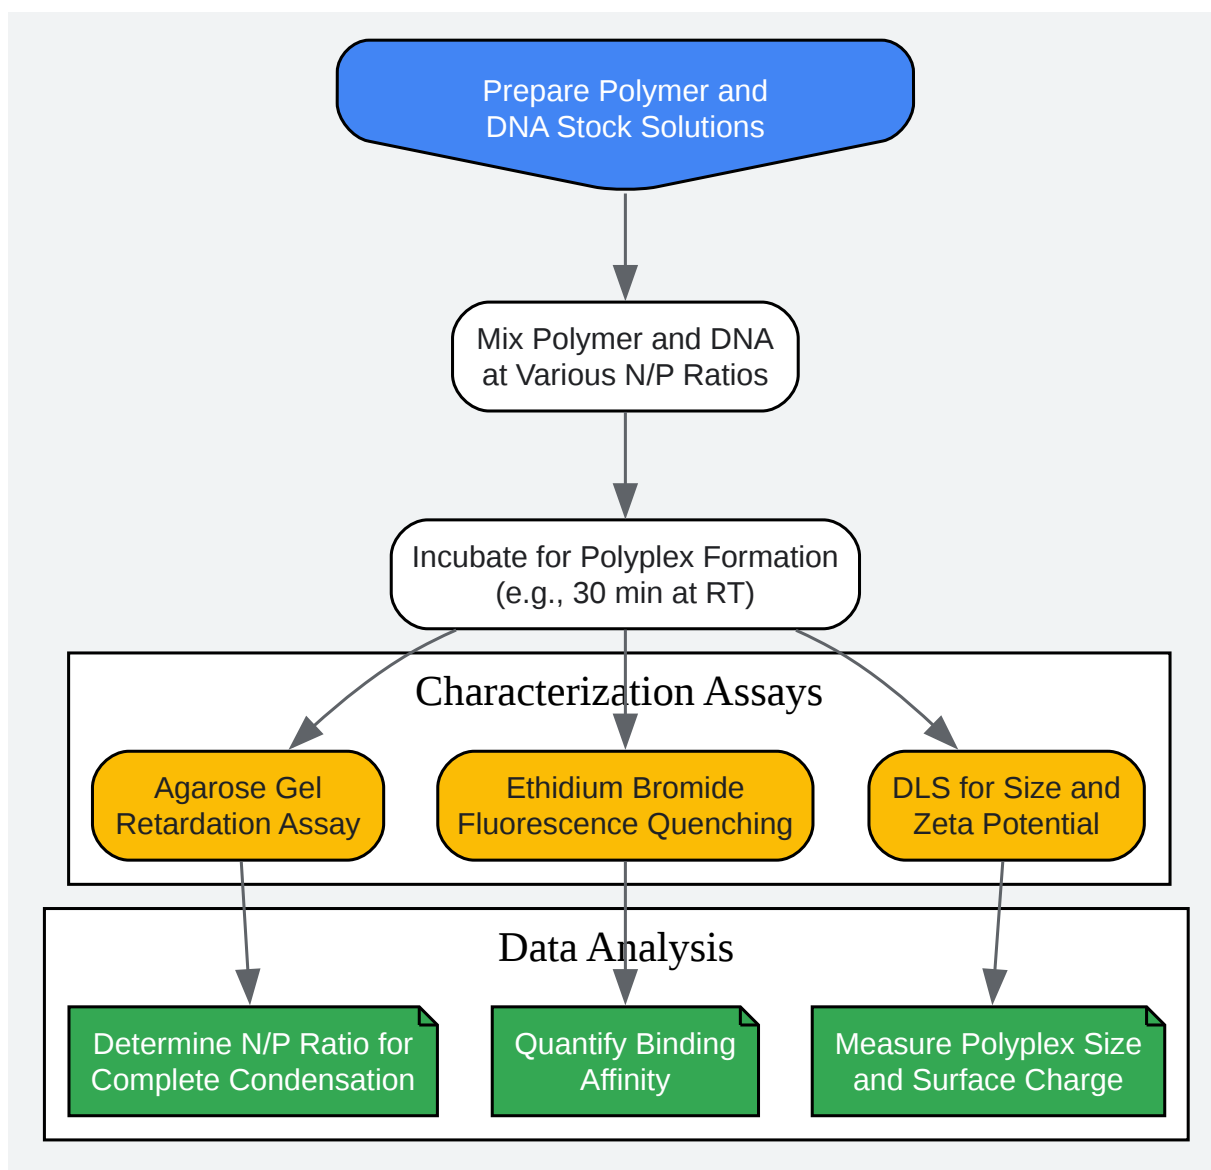 Prepare Polymer and
DNA Stock Solutions
Mix Polymer and DNA
at Various N/P Ratios
Incubate for Polyplex Formation
(e.g., 30 min at RT)
Characterization Assays
Agarose Gel
Retardation Assay
Ethidium Bromide
Fluorescence Quenching
DLS for Size and
Zeta Potential
Data Analysis
Determine N/P Ratio for
Complete Condensation
Quantify Binding
Affinity
Measure Polyplex Size
and Surface Charge